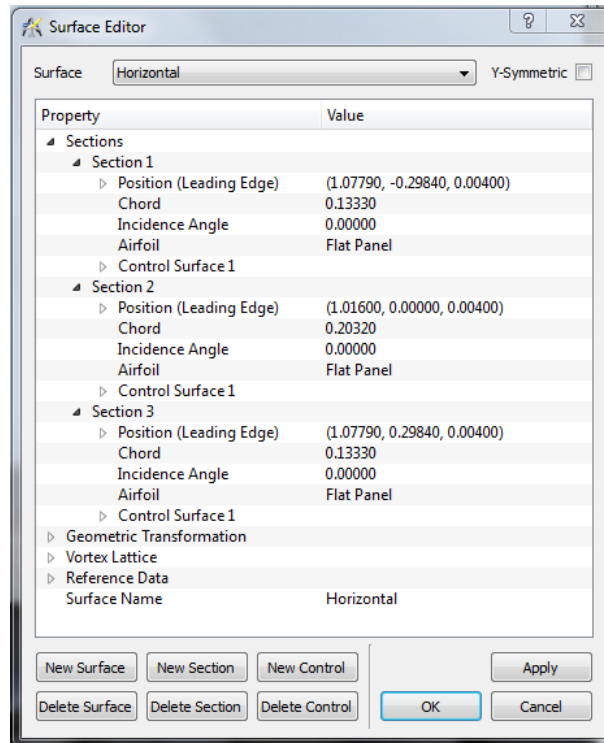 Surface Editor
Surface Horizontal Y-Symmetric
Property Value
Sections
Section 1
Position (Leading Edge) (1.07790, -0.29840, 0.00400)
Chord 0.13330
Incidence Angle 0.00000
Airfoil Flat Panel
Control Surface 1
Section 2
Position (Leading Edge) (1.01600, 0.00000, 0.00400)
Chord 0.20320
Incidence Angle 0.00000
Airfoil Flat Panel
Control Surface 1
Section 3
Position (Leading Edge) (1.07790, 0.29840, 0.00400)
Chord 0.13330
Incidence Angle 0.00000
Airfoil Flat Panel
Control Surface 1
Geometric Transformation
Vortex Lattice
Reference Data
Surface Name Horizontal
New Surface New Section New Control Apply
Delete Surface Delete Section Delete Control OK Cancel